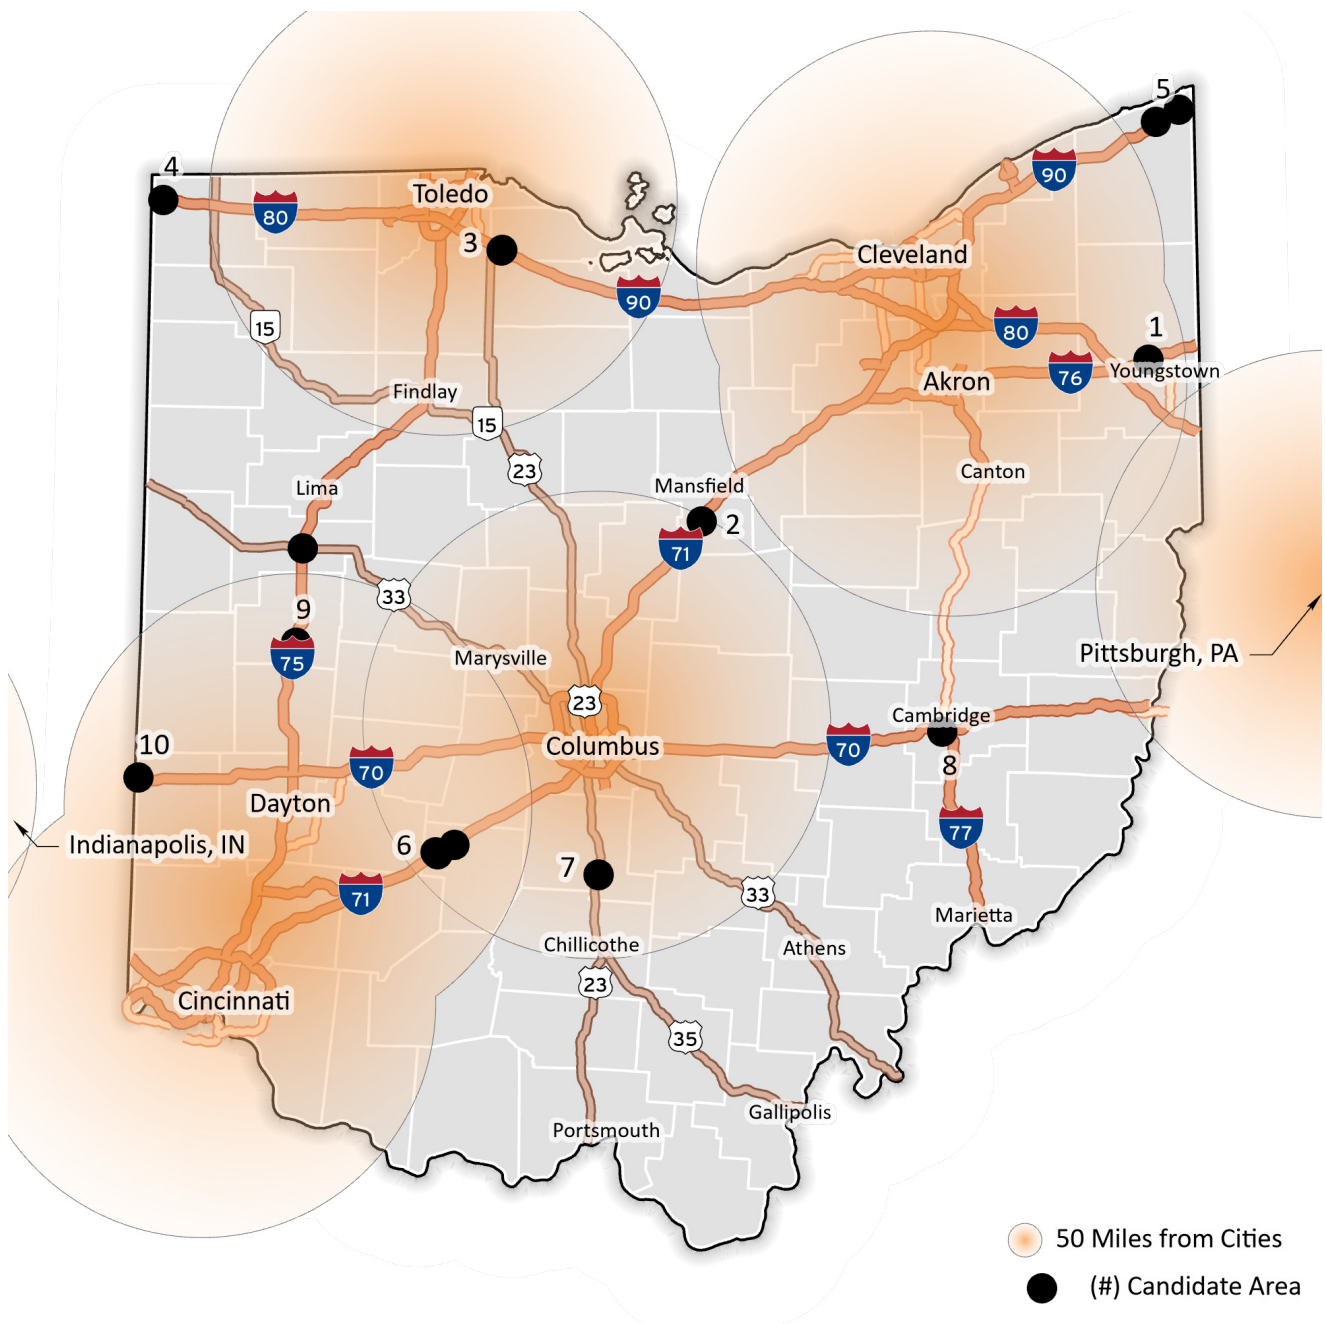 5
4
90
80
Toledo
3
Cleveland
90
15
80
1
76
Youngstown
Akron
Findlay
15
23
Canton
Lima
Mansfield
2
71
33
9
75
Marysville
Pittsburgh, PA
23
Cambridge
10
Columbus
70
70
8
Dayton
77
Indianapolis, IN
6
7
71
33
Marietta
Chillicothe
Athens
23
Cincinnati
35
Gallipolis
Portsmouth
50 Miles from Cities
(#) Candidate Area